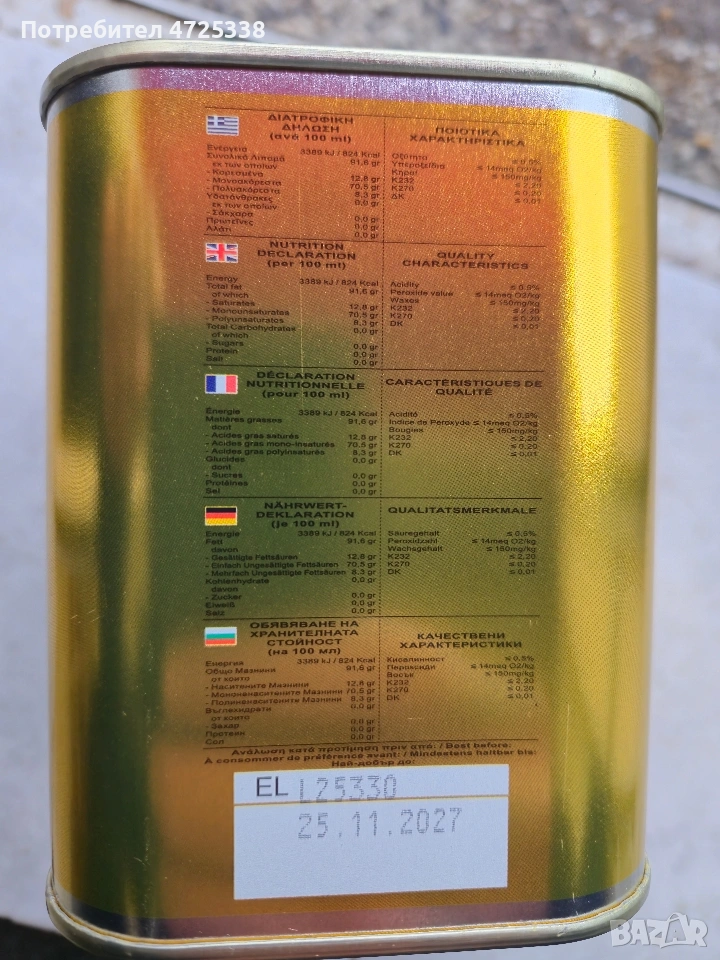 Потребител 4725338
ΔΙΑΤΡΟΦΙΚΗ
ΔΗΛΩΣΗ
(ανά 100 ml)
Ενέργεια 3389 kJ / 824 Kcal
Συνολικά Λιπαρά 91,6 gr
εκ των οποίων
- Κορεσμένα 12,8 gr
- Μονοακόρεστα 70,5 gr
- Πολυακόρεστα 8,3 gr
Υδατάνθρακες 0,0 gr
εκ των οποίων
- Σάκχαρα 0,0 gr
Πρωτεΐνες 0,0 gr
Αλάτι 0,0 gr
ΠΟΙΟΤΙΚΑ
ΧΑΡΑΚΤΗΡΙΣΤΙΚΑ
Οξύτητα ≤ 0,5%
Υπεροξείδια ≤ 14meq O2/kg
Κηροί ≤ 150mg/kg
K232 ≤ 2,20
K270 ≤ 0,20
ΔΚ ≤ 0,01
NUTRITION
DECLARATION
(per 100 ml)
Energy 3389 kJ / 824 Kcal
Total fat 91,6 gr
of which
- Saturates 12,8 gr
- Monounsaturates 70,5 gr
- Polyunsaturates 8,3 gr
Total Carbohydrates 0,0 gr
of which
- Sugars 0,0 gr
Protein 0,0 gr
Salt 0,0 gr
QUALITY
CHARACTERISTICS
Acidity ≤ 0,5%
Peroxide value ≤ 14meq O2/kg
Waxes ≤ 150mg/kg
K232 ≤ 2,20
K270 ≤ 0,20
DK ≤ 0,01
DÉCLARATION
NUTRITIONNELLE
(pour 100 ml)
Énergie 3389 kJ / 824 Kcal
Matières grasses 91,6 gr
dont
- Acides gras saturés 12,8 gr
- Acides gras mono-insaturés 70,5 gr
- Acides gras polyinsaturés 8,3 gr
Glucides 0,0 gr
dont
- Sucres 0,0 gr
Protéines 0,0 gr
Sel 0,0 gr
CARACTÉRISTIQUES DE
QUALITÉ
Acidité ≤ 0,5%
Indice de Peroxyde ≤ 14meq O2/kg
Bougies ≤ 150mg/kg
K232 ≤ 2,20
K270 ≤ 0,20
DK ≤ 0,01
NÄHRWERT-
DEKLARATION
(je 100 ml)
Energie 3389 kJ / 824 Kcal
Fett 91,6 gr
davon
- Gesättigte Fettsäuren 12,8 gr
- Einfach Ungesättigte Fettsäuren 70,5 gr
- Mehrfach Ungesättigte Fettsäuren 8,3 gr
Kohlenhydrate 0,0 gr
davon
- Zucker 0,0 gr
Eiweiß 0,0 gr
Salz 0,0 gr
QUALITATSMERKMALE
Säuregehalt ≤ 0,5%
Peroxidzahl ≤ 14meq O2/kg
Wachsgehalt ≤ 150mg/kg
K232 ≤ 2,20
K270 ≤ 0,20
DK ≤ 0,01
ОБЯВЯВАНЕ НА
ХРАНИТЕЛНАТА
СТОЙНОСТ
(на 100 мл)
Енергия 3389 kJ / 824 Kcal
Общо Мазнини 91,6 gr
от които
- Наситените Мазнини 12,8 gr
- Мононенаситените Мазнини 70,5 gr
- Полиненаситените Мазнини 8,3 gr
Въглехидрати 0,0 gr
от които
- Захар 0,0 gr
Протеин 0,0 gr
Сол 0,0 gr
КАЧЕСТВЕНИ
ХАРАКТЕРИСТИКИ
Киселинност ≤ 0,5%
Пероксиди ≤ 14meq O2/kg
Восък ≤ 150mg/kg
K232 ≤ 2,20
K270 ≤ 0,20
DK ≤ 0,01
Ανάλωση κατά προτίμηση πριν από: / Best before:
À consommer de préférence avant: / Mindestens haltbar bis:
Най-добър до:
EL L25330
25.11.2027
BAZAR